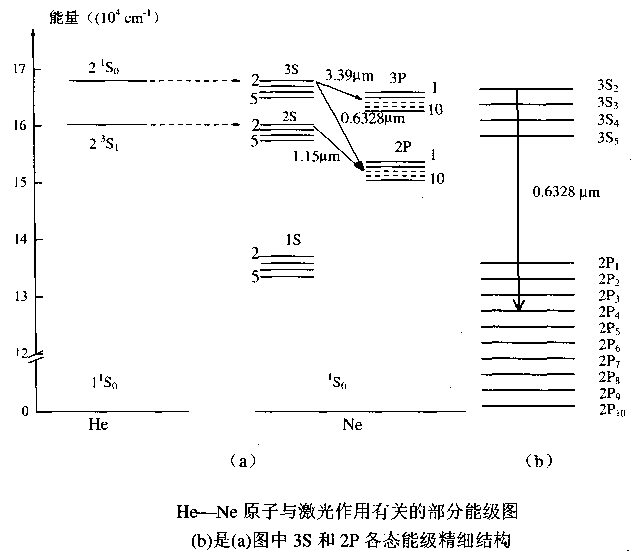 能量（(10⁴ cm⁻¹)
17
16
15
14
13
12
0
2 ¹S₀
2 ³S₁
1¹S₀
He
3S
2
5
2S
2
5
1S
2
5
3.39μm
0.6328μm
1.15μm
3P
1
10
2P
1
10
¹S₀
Ne
3S₂
3S₃
3S₄
3S₅
0.6328 μm
2P₁
2P₂
2P₃
2P₄
2P₅
2P₆
2P₇
2P₈
2P₉
2P₁₀
（a）
（b）
He—Ne 原子与激光作用有关的部分能级图
(b)是(a)图中 3S 和 2P 各态能级精细结构